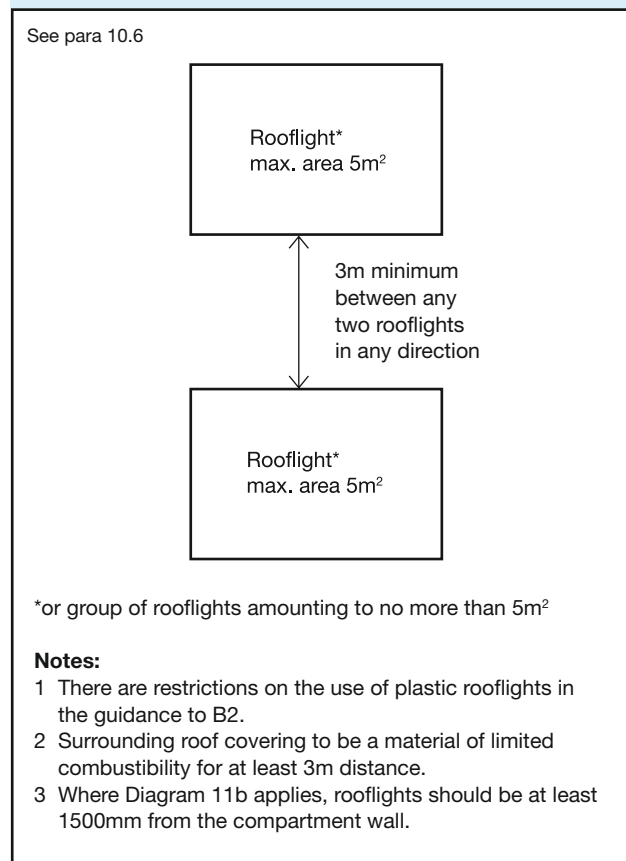 See para 10.6
Rooflight*
max. area 5m²
3m minimum
between any
two rooflights
in any direction
Rooflight*
max. area 5m²
*or group of rooflights amounting to no more than 5m²
Notes:
1 There are restrictions on the use of plastic rooflights in
the guidance to B2.
2 Surrounding roof covering to be a material of limited
combustibility for at least 3m distance.
3 Where Diagram 11b applies, rooflights should be at least
1500mm from the compartment wall.